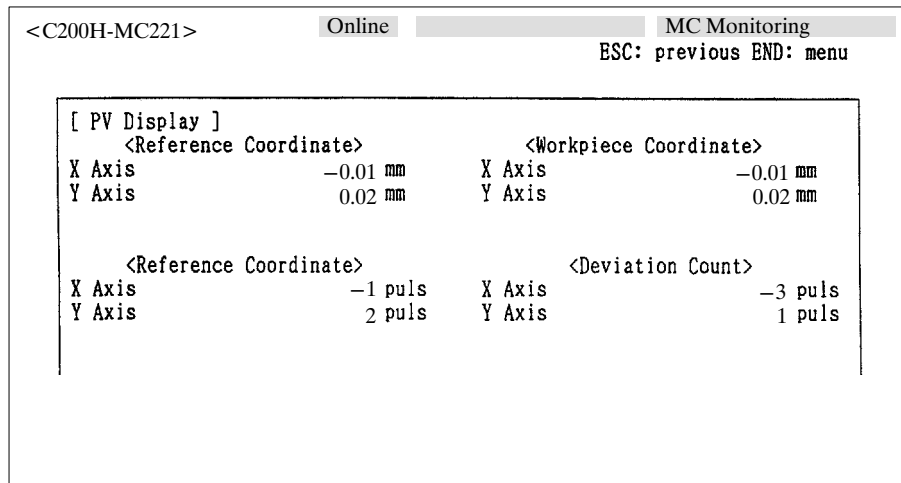 <C200H-MC221> Online MC Monitoring
ESC: previous END: menu
[ PV Display ]
<Reference Coordinate> <Workpiece Coordinate>
X Axis −0.01 mm X Axis −0.01 mm
Y Axis 0.02 mm Y Axis 0.02 mm
<Reference Coordinate> <Deviation Count>
X Axis −1 puls X Axis −3 puls
Y Axis 2 puls Y Axis 1 puls